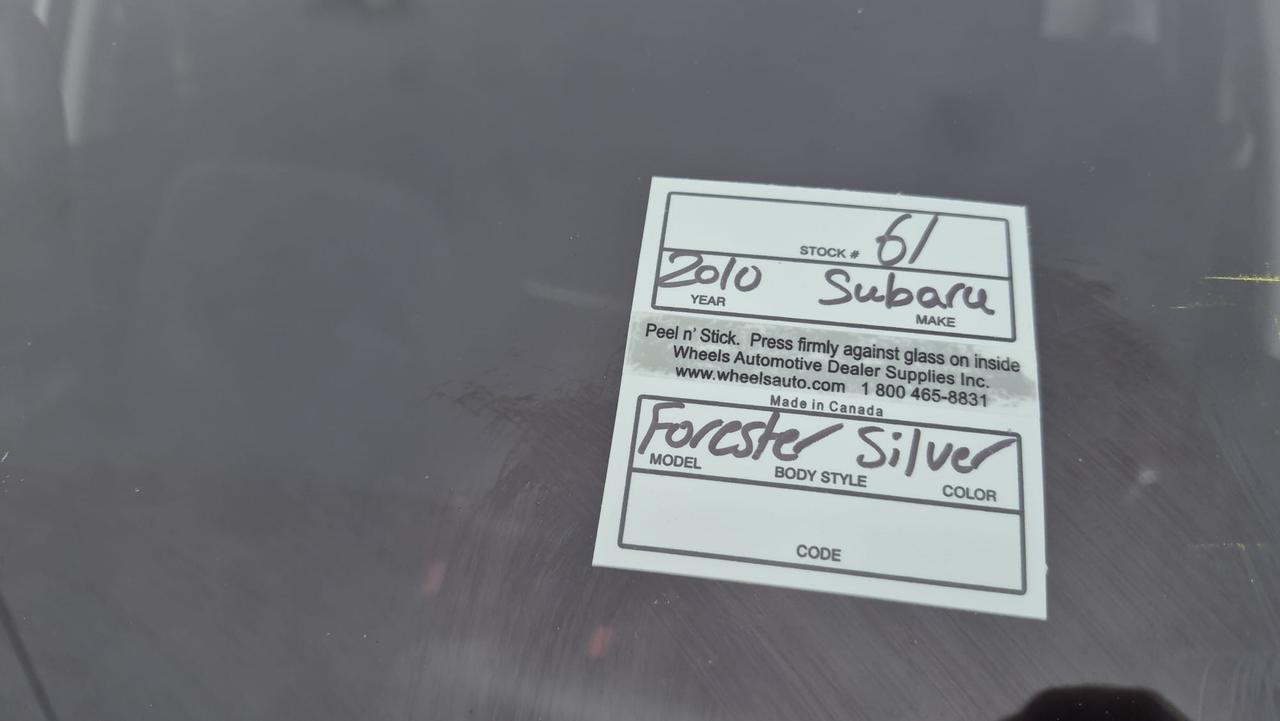 STOCK # 61
2010 Subaru
YEAR MAKE
Peel n' Stick. Press firmly against glass on inside
Wheels Automotive Dealer Supplies Inc.
www.wheelsauto.com 1 800 465-8831
Made in Canada
Forester Silver
MODEL BODY STYLE COLOR
CODE